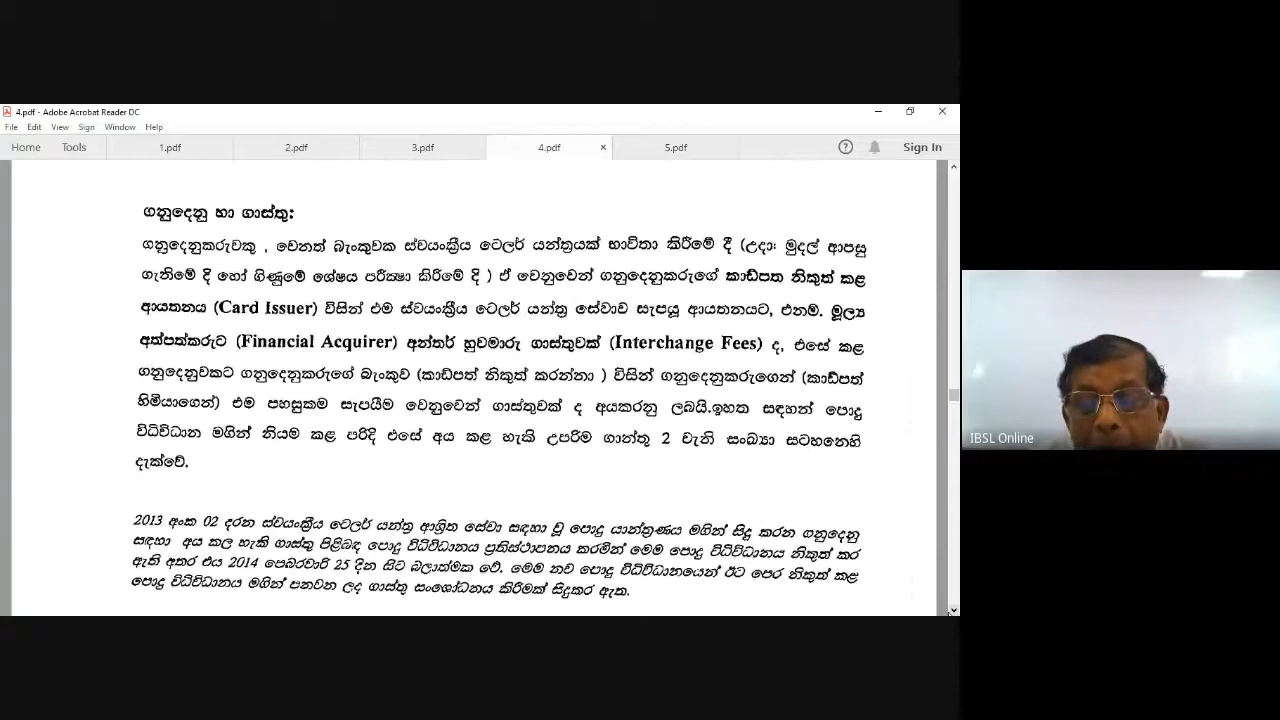 4.pdf - Adobe Acrobat Reader DC
File Edit View Sign Window Help
Home Tools 1.pdf 2.pdf 3.pdf 4.pdf × 5.pdf Sign In
ගනුදෙනු හා ගාස්තු:
ගනුදෙනුකරුවකු , වෙනත් බැංකුවක ස්වයංක්‍රීය ටෙලර් යන්ත්‍රයක් භාවිතා කිරීමේ දී (උදා: මුදල් ආපසු
ගැනිමේ දි හෝ ගිණුමේ ශේෂය පරීක්‍ෂා කිරිමේ දි ) ඒ වෙනුවෙන් ගනුදෙනුකරුගේ කාඩ්පත නිකුත් කළ
ආයතනය (Card Issuer) විසින් එම ස්වයංක්‍රීය ටෙලර් යන්ත්‍ර සේවාව සැපයූ ආයතනයට, එනම්. මූල්‍ය
අත්පත්කරුට (Financial Acquirer) අන්තර් හුවමාරු ගාස්තුවක් (Interchange Fees) ද, එසේ කළ
ගනුදෙනුවකට ගනුදෙනුකරුගේ බැංකුව (කාඩ්පත් නිකුත් කරන්නා ) විසින් ගනුදෙනුකරුගෙන් (කාඩ්පත්
හිමියාගෙන්) එම පහසුකම සැපයීම වෙනුවෙන් ගාස්තුවක් ද අයකරනු ලබයි.ඉහත සඳහන් පොදු
විධිවිධාන මගින් නියම කළ පරිදි එසේ අය කළ හැකි උපරිම ගාන්තු 2 වැනි සංඛ්‍යා සටහනෙහි
දැක්වේ.
2013 අංක 02 දරන ස්වයංක්‍රීය ටෙලර් යන්ත්‍ර ආශ්‍රිත සේවා සඳහා වූ පොදු යාන්ත්‍රණය මගින් සිදු කරන ගනුදෙනු
සඳහා අය කල හැකි ගාස්තු පිළිබඳ පොදු විධිවිධානය ප්‍රතිස්ථාපනය කරමින් මෙම පොදු විධිවිධානය නිකුත් කර
ඇති අතර එය 2014 පෙබරවාරි 25 දින සිට බලාත්මක වේ. මෙම නව පොදු විධිවිධානයෙන් ඊට පෙර නිකුත් කළ
පොදු විධිවිධානය මගින් පනවන ලද ගාස්තු සංශෝධනය කිරීමක් සිදුකර ඇත.
IBSL Online